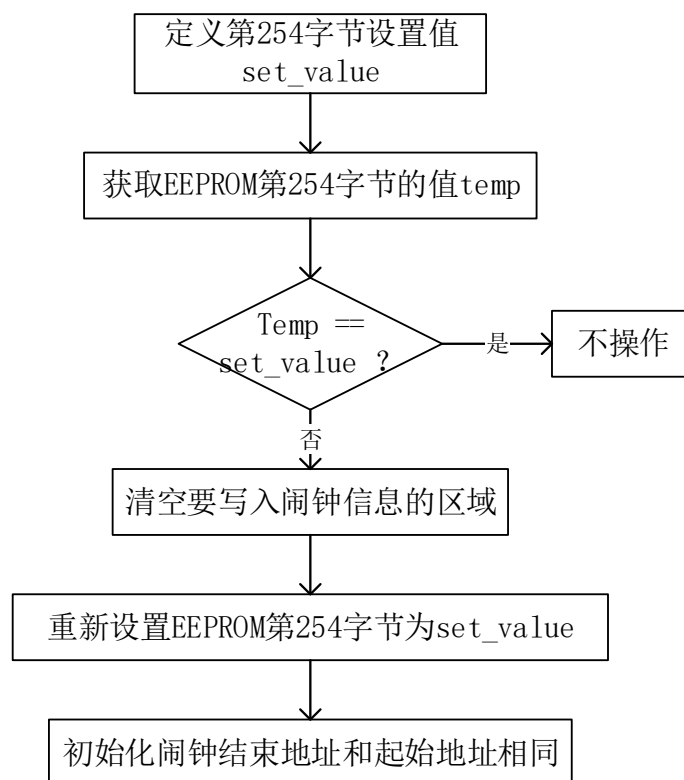 定义第254字节设置值
set_value
获取EEPROM第254字节的值temp
Temp ==
set_value ？
是
不操作
否
清空要写入闹钟信息的区域
重新设置EEPROM第254字节为set_value
初始化闹钟结束地址和起始地址相同